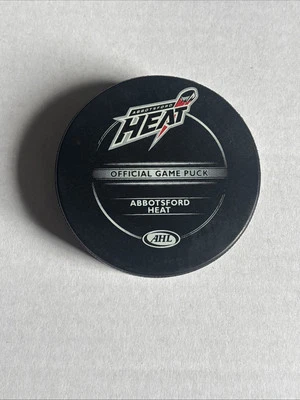 ABBOTSFORD
HEAT
OFFICIAL GAME PUCK
ABBOTSFORD
HEAT
AHL